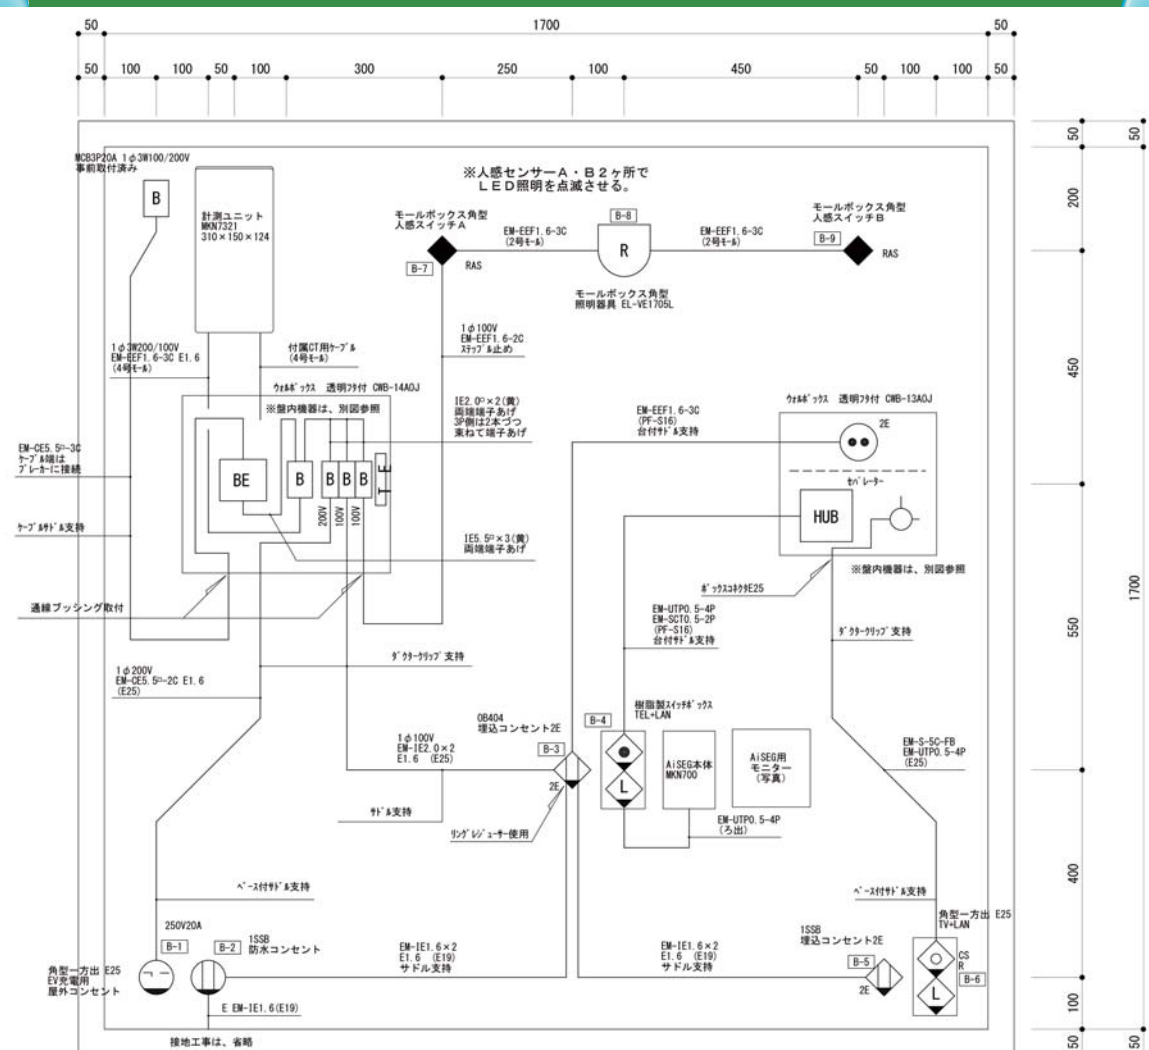 50
1700
50
50
100
100
50
100
300
250
100
450
50
100
100
50
50
50
200
450
550
1700
400
100
50
50
MCB3P20A 1φ3W100/200V
事前取付済み
B
計測ユニット
MKN7321
310×150×124
※人感センサーA・B2ヶ所で
LED照明を点滅させる。
モールボックス角型
人感スイッチA
B-7
RAS
EM-EEF1.6-3C
(2号モール)
B-8
R
モールボックス角型
照明器具 EL-VE1705L
EM-EEF1.6-3C
(2号モール)
モールボックス角型
人感スイッチB
B-9
RAS
1φ3W200/100V
EM-EEF1.6-3C E1.6
(4号モール)
付属CT用ケーブル
(4号モール)
1φ100V
EM-EEF1.6-2C
ステップル止め
ウォルボックス 透明フタ付 CWB-14AOJ
※盤内機器は、別図参照
IE2.0□×2(黄)
両端端子あげ
3P側は2本づつ
束ねて端子あげ
EM-EEF1.6-3C
(PF-S16)
台付サドル支持
ウォルボックス 透明フタ付 CWB-13AOJ
2E
セパレーター
HUB
※盤内機器は、別図参照
EM-CE5.5□-3C
ケーブル端は
ブレーカーに接続
BE
B
B
B
B
200V
100V
100V
E
T
ケーブルサドル支持
IE5.5□×3(黄)
両端端子あげ
通線ブッシング取付
ボックスコネクタE25
EM-UTP0.5-4P
EM-SCT0.5-2P
(PF-S16)
台付サドル支持
ダクタークリップ支持
ダクタークリップ支持
1φ200V
EM-CE5.5□-2C E1.6
(E25)
OB404
埋込コンセント2E
B-3
2E
樹脂製スイッチボックス
TEL+LAN
B-4
L
AiSEG本体
MKN700
AiSEG用
モニター
(写真)
EM-S-5C-FB
EM-UTP0.5-4P
(E25)
1φ100V
EM-IE2.0×2
E1.6 (E25)
サドル支持
リングレジューサー使用
EM-UTP0.5-4P
(ろ出)
ベース付サドル支持
ベース付サドル支持
250V20A
B-1
角型一方出 E25
EV充電用
屋外コンセント
B-2
1SSB
防水コンセント
EM-IE1.6×2
E1.6 (E19)
サドル支持
EM-IE1.6×2
E1.6 (E19)
サドル支持
1SSB
埋込コンセント2E
B-5
2E
角型一方出 E25
TV+LAN
CS
R
B-6
L
E EM-IE1.6(E19)
接地工事は、省略